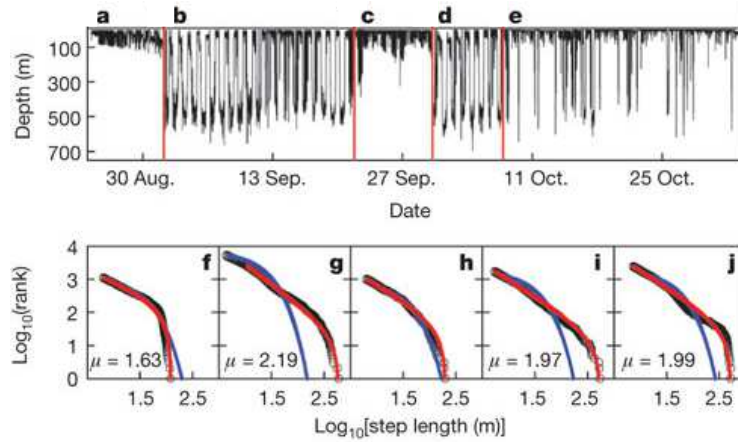 a b c d e
Depth (m)
100
300
500
700
30 Aug. 13 Sep. 27 Sep. 11 Oct. 25 Oct.
Date
f g h i j
Log10(rank)
4
3
2
1
0
μ = 1.63 μ = 2.19 μ = 1.97 μ = 1.99
1.5 2.5 1.5 2.5 1.5 2.5 1.5 2.5 1.5 2.5
Log10[step length (m)]